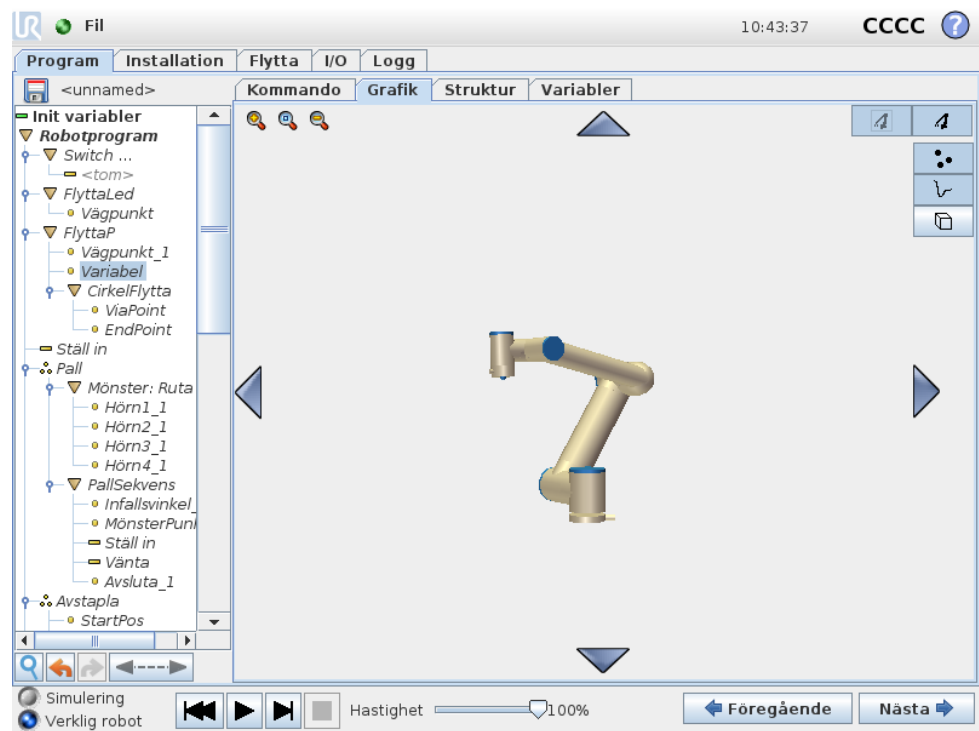 UR Fil 10:43:37 CCCC ?
Program Installation Flytta I/O Logg
<unnamed> Kommando Grafik Struktur Variabler
Init variabler
Robotprogram
Switch ...
<tom>
FlyttaLed
Vägpunkt
FlyttaP
Vägpunkt_1
Variabel
CirkelFlytta
ViaPoint
EndPoint
Ställ in
Pall
Mönster: Ruta
Hörn1_1
Hörn2_1
Hörn3_1
Hörn4_1
PallSekvens
Infallsvinkel_
MönsterPunk
Ställ in
Vänta
Avsluta_1
Avstapla
StartPos
Simulering
Verklig robot
Hastighet 100% Föregående Nästa